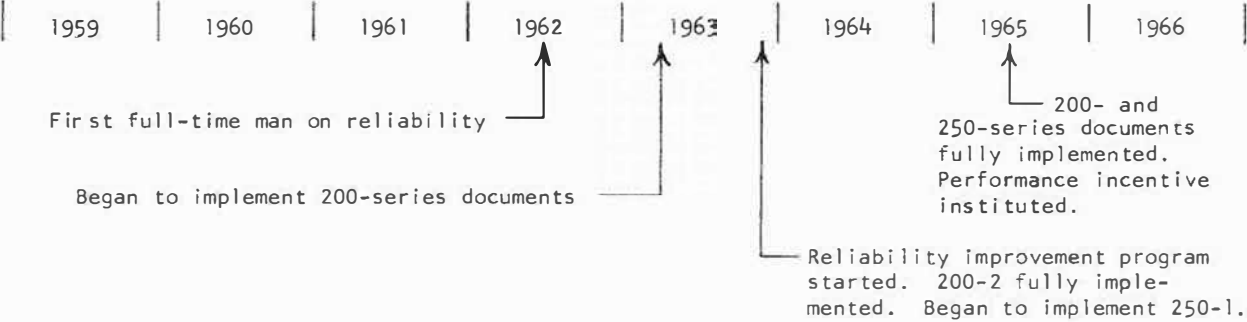 1959 1960 1961 1962 1963 1964 1965 1966
First full-time man on reliability
Began to implement 200-series documents
200- and
250-series documents
fully implemented.
Performance incentive
instituted.
Reliability improvement program
started. 200-2 fully imple-
mented. Began to implement 250-1.